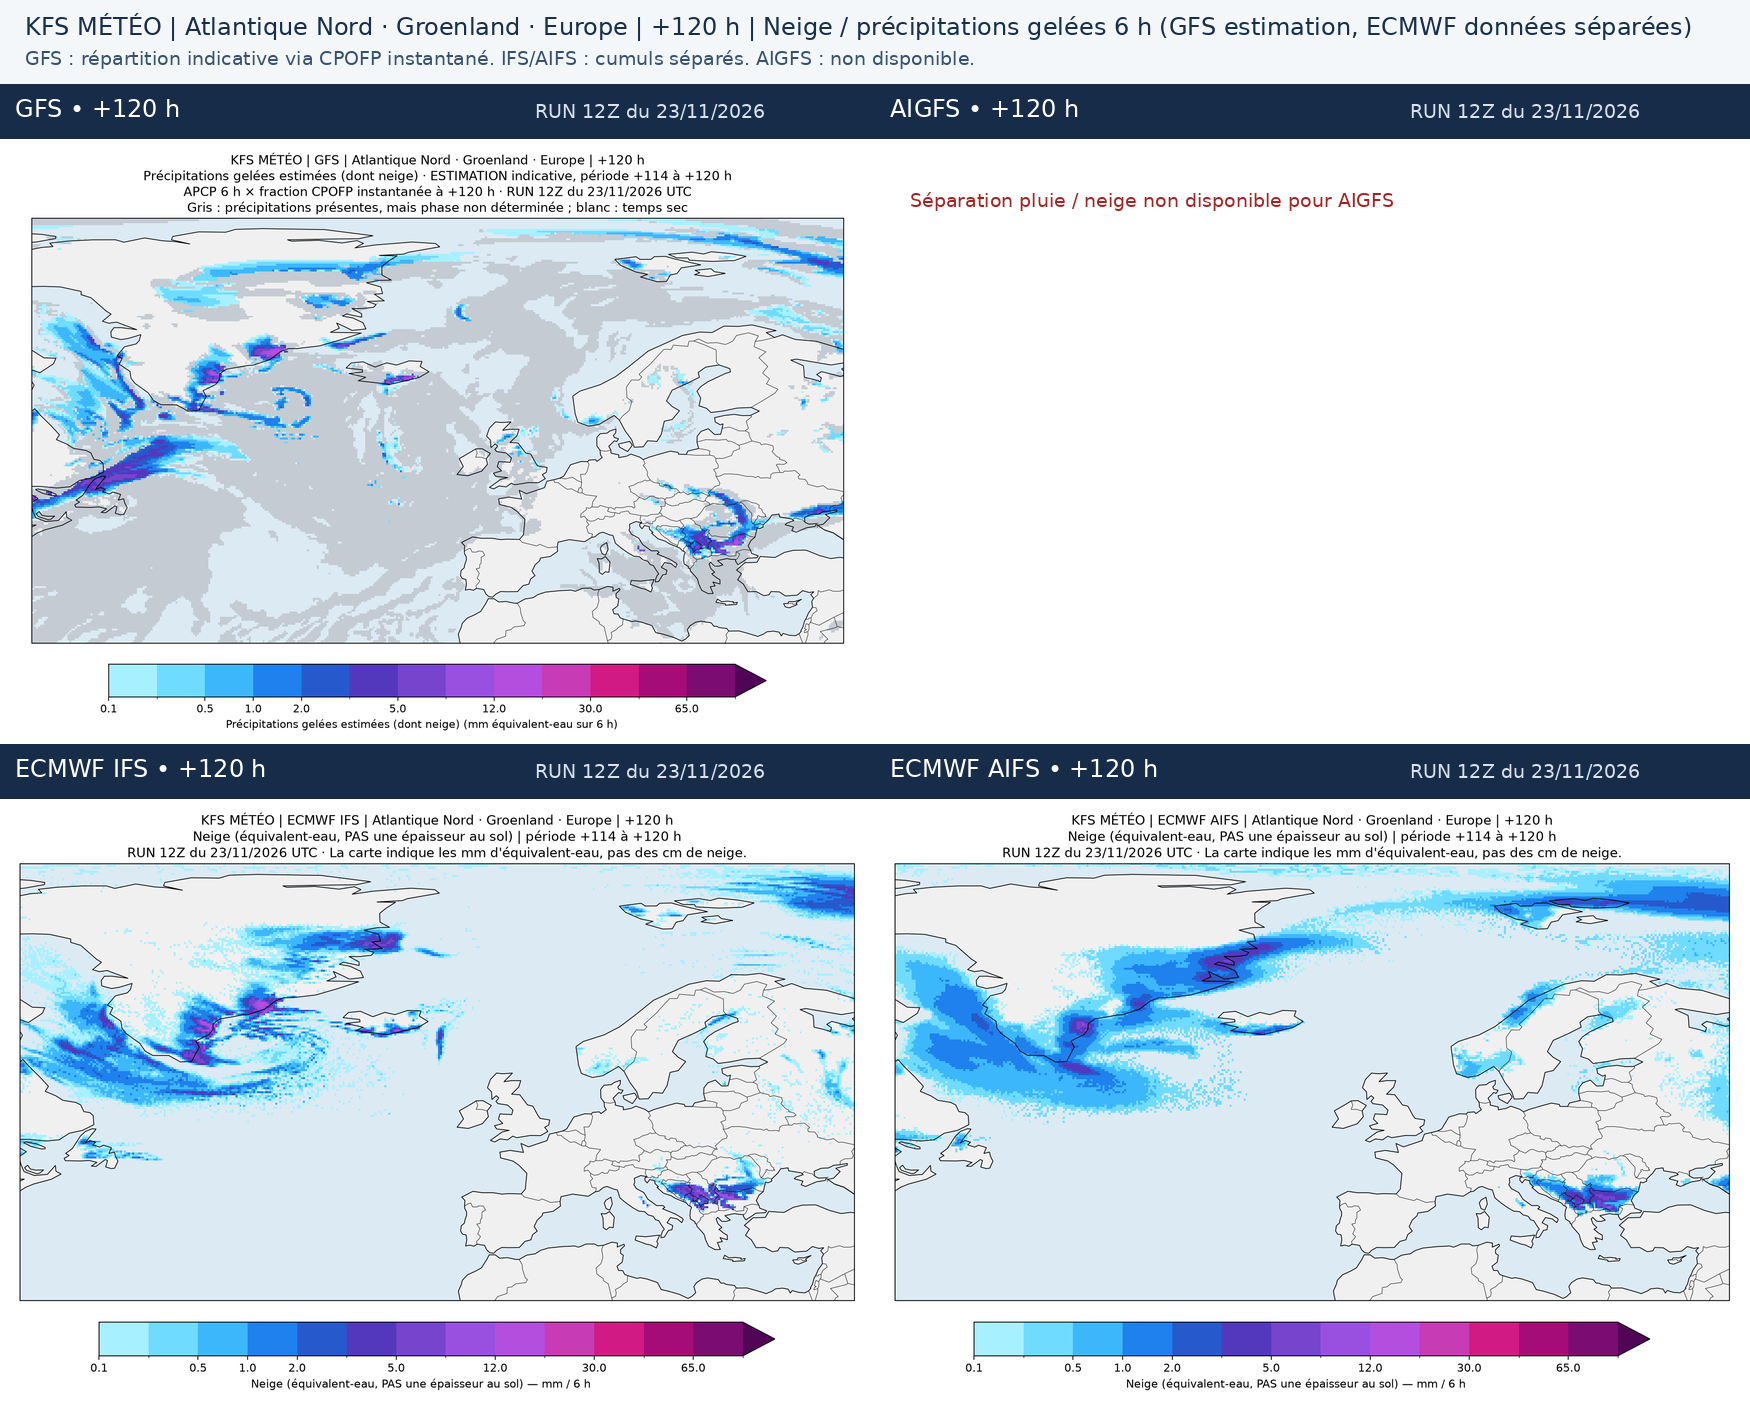 KFS MÉTÉO | Atlantique Nord · Groenland · Europe | +120 h | Neige / précipitations gelées 6 h (GFS estimation, ECMWF données séparées)
GFS : répartition indicative via CPOFP instantané. IFS/AIFS : cumuls séparés. AIGFS : non disponible.
GFS • +120 h RUN 12Z du 23/11/2026
AIGFS • +120 h RUN 12Z du 23/11/2026
KFS MÉTÉO | GFS | Atlantique Nord · Groenland · Europe | +120 h
Précipitations gelées estimées (dont neige) · ESTIMATION indicative, période +114 à +120 h
APCP 6 h × fraction CPOFP instantanée à +120 h · RUN 12Z du 23/11/2026 UTC
Gris : précipitations présentes, mais phase non déterminée ; blanc : temps sec
0.1 0.5 1.0 2.0 5.0 12.0 30.0 65.0
Précipitations gelées estimées (dont neige) (mm équivalent-eau sur 6 h)
Séparation pluie / neige non disponible pour AIGFS
ECMWF IFS • +120 h RUN 12Z du 23/11/2026
ECMWF AIFS • +120 h RUN 12Z du 23/11/2026
KFS MÉTÉO | ECMWF IFS | Atlantique Nord · Groenland · Europe | +120 h
Neige (équivalent-eau, PAS une épaisseur au sol) | période +114 à +120 h
RUN 12Z du 23/11/2026 UTC · La carte indique les mm d'équivalent-eau, pas des cm de neige.
0.1 0.5 1.0 2.0 5.0 12.0 30.0 65.0
Neige (équivalent-eau, PAS une épaisseur au sol) — mm / 6 h
KFS MÉTÉO | ECMWF AIFS | Atlantique Nord · Groenland · Europe | +120 h
Neige (équivalent-eau, PAS une épaisseur au sol) | période +114 à +120 h
RUN 12Z du 23/11/2026 UTC · La carte indique les mm d'équivalent-eau, pas des cm de neige.
0.1 0.5 1.0 2.0 5.0 12.0 30.0 65.0
Neige (équivalent-eau, PAS une épaisseur au sol) — mm / 6 h